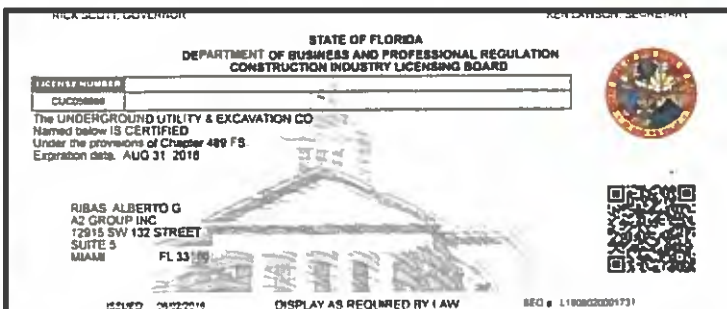 RICK SCOTT, GOVERNOR KEN LAWSON, SECRETARY
STATE OF FLORIDA
DEPARTMENT OF BUSINESS AND PROFESSIONAL REGULATION
CONSTRUCTION INDUSTRY LICENSING BOARD
LICENSE NUMBER
The UNDERGROUND UTILITY & EXCAVATION CO
Named below IS CERTIFIED
Under the provisions of Chapter 489 FS.
Expiration date: AUG 31, 2018
RIBAS, ALBERTO G
A2 GROUP INC
12915 SW 132 STREET
SUITE 5
MIAMI FL
ISSUED: DISPLAY AS REQUIRED BY LAW SEQ #